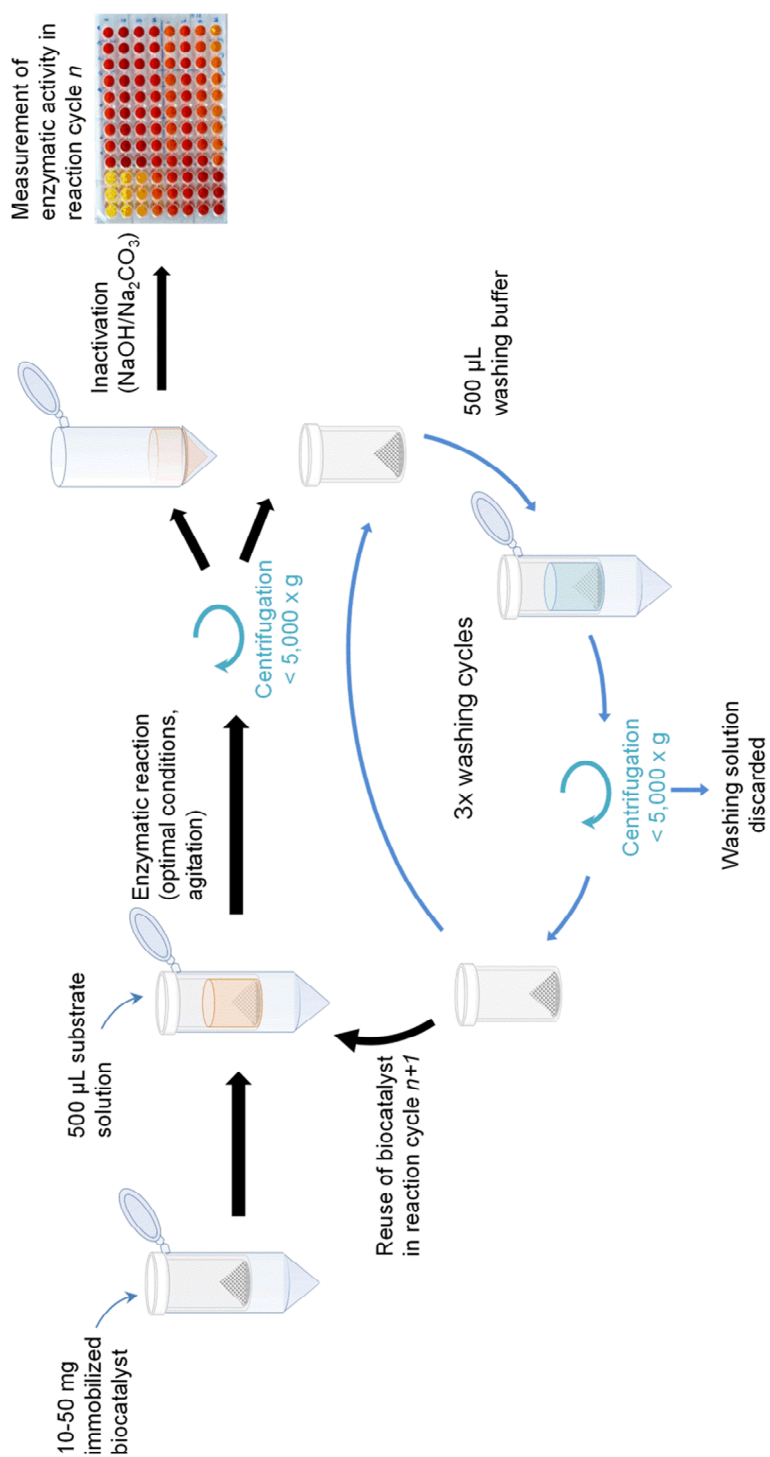 10-50 mg
immobilized
biocatalyst
500 µL substrate
solution
Enzymatic reaction
(optimal conditions,
agitation)
Centrifugation
< 5,000 x g
Inactivation
(NaOH/Na₂CO₃)
Measurement of
enzymatic activity in
reaction cycle n
500 µL
washing buffer
3x washing cycles
Centrifugation
< 5,000 x g
Washing solution
discarded
Reuse of biocatalyst
in reaction cycle n+1